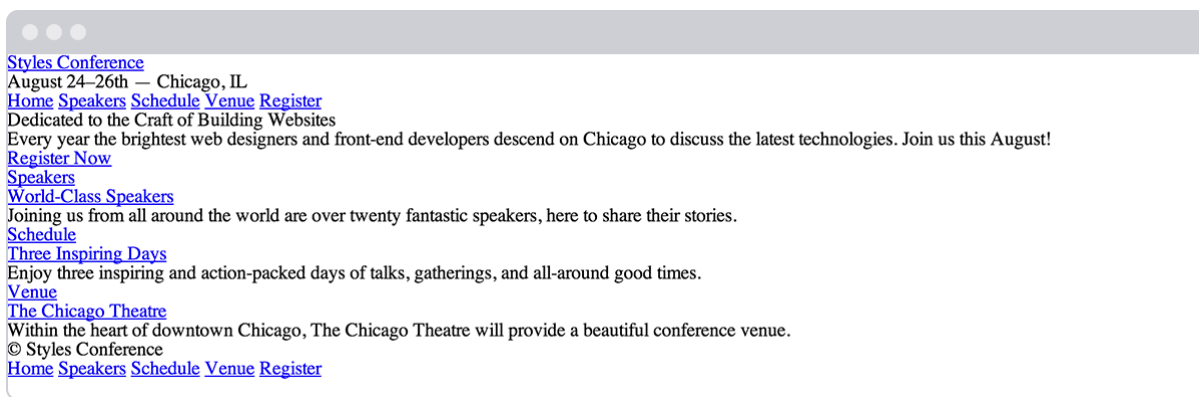 Styles Conference
August 24–26th — Chicago, IL
Home Speakers Schedule Venue Register
Dedicated to the Craft of Building Websites
Every year the brightest web designers and front-end developers descend on Chicago to discuss the latest technologies. Join us this August!
Register Now
Speakers
World-Class Speakers
Joining us from all around the world are over twenty fantastic speakers, here to share their stories.
Schedule
Three Inspiring Days
Enjoy three inspiring and action-packed days of talks, gatherings, and all-around good times.
Venue
The Chicago Theatre
Within the heart of downtown Chicago, The Chicago Theatre will provide a beautiful conference venue.
© Styles Conference
Home Speakers Schedule Venue Register